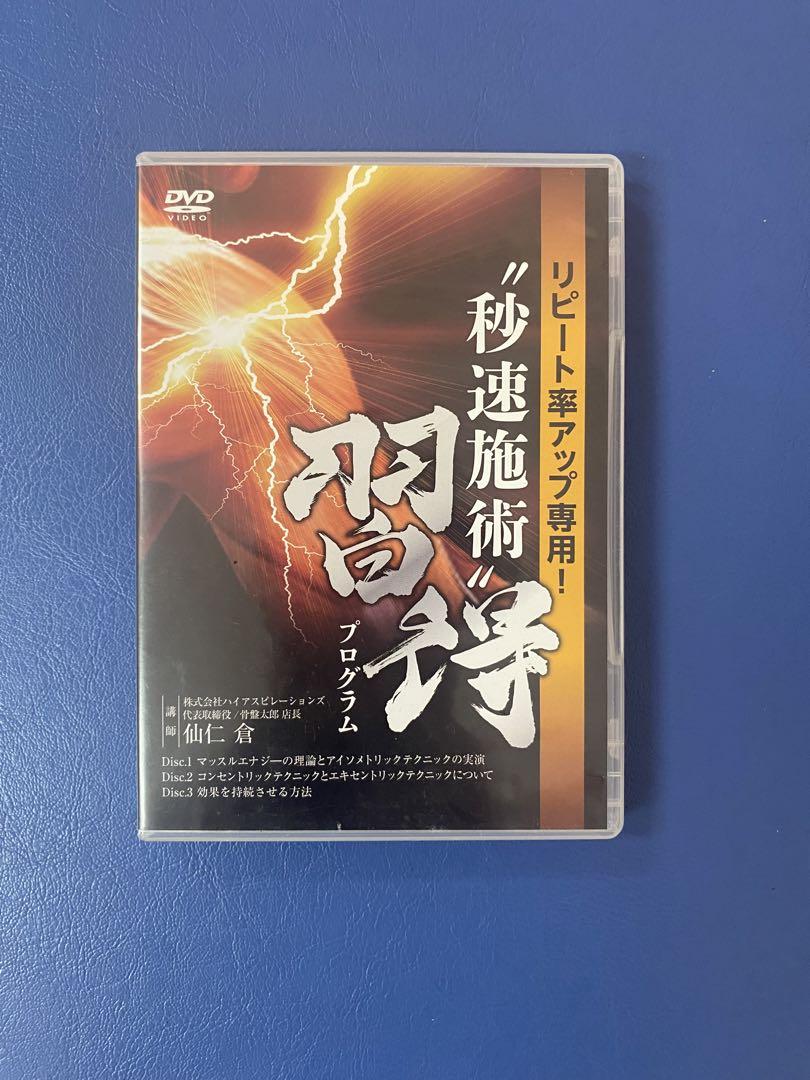 DVD
VIDEO
リピート率アップ専用！
〝秒速施術〟
習得
プログラム
講師
株式会社ハイアスピレーションズ
代表取締役/骨盤太郎 店長
仙仁 倉
Disc.1 マッスルエナジーの理論とアイソメトリックテクニックの実演
Disc.2 コンセントリックテクニックとエキセントリックテクニックについて
Disc.3 効果を持続させる方法